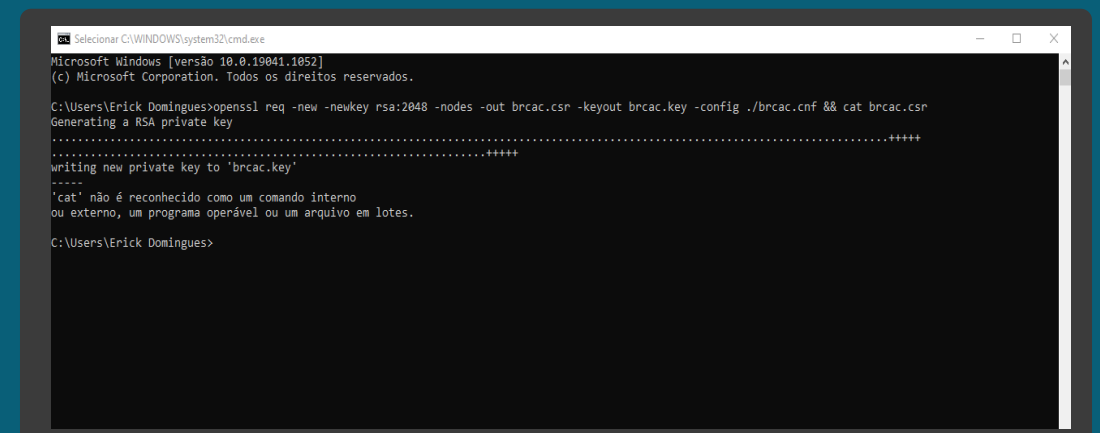 Selecionar C:\WINDOWS\system32\cmd.exe
Microsoft Windows [versão 10.0.19041.1052]
(c) Microsoft Corporation. Todos os direitos reservados.
C:\Users\Erick Domingues>openssl req -new -newkey rsa:2048 -nodes -out brcac.csr -keyout brcac.key -config ./brcac.cnf && cat brcac.csr
Generating a RSA private key
.................................................................................................................................+++++
...................................................................+++++
writing new private key to 'brcac.key'
-----
'cat' não é reconhecido como um comando interno
ou externo, um programa operável ou um arquivo em lotes.
C:\Users\Erick Domingues>